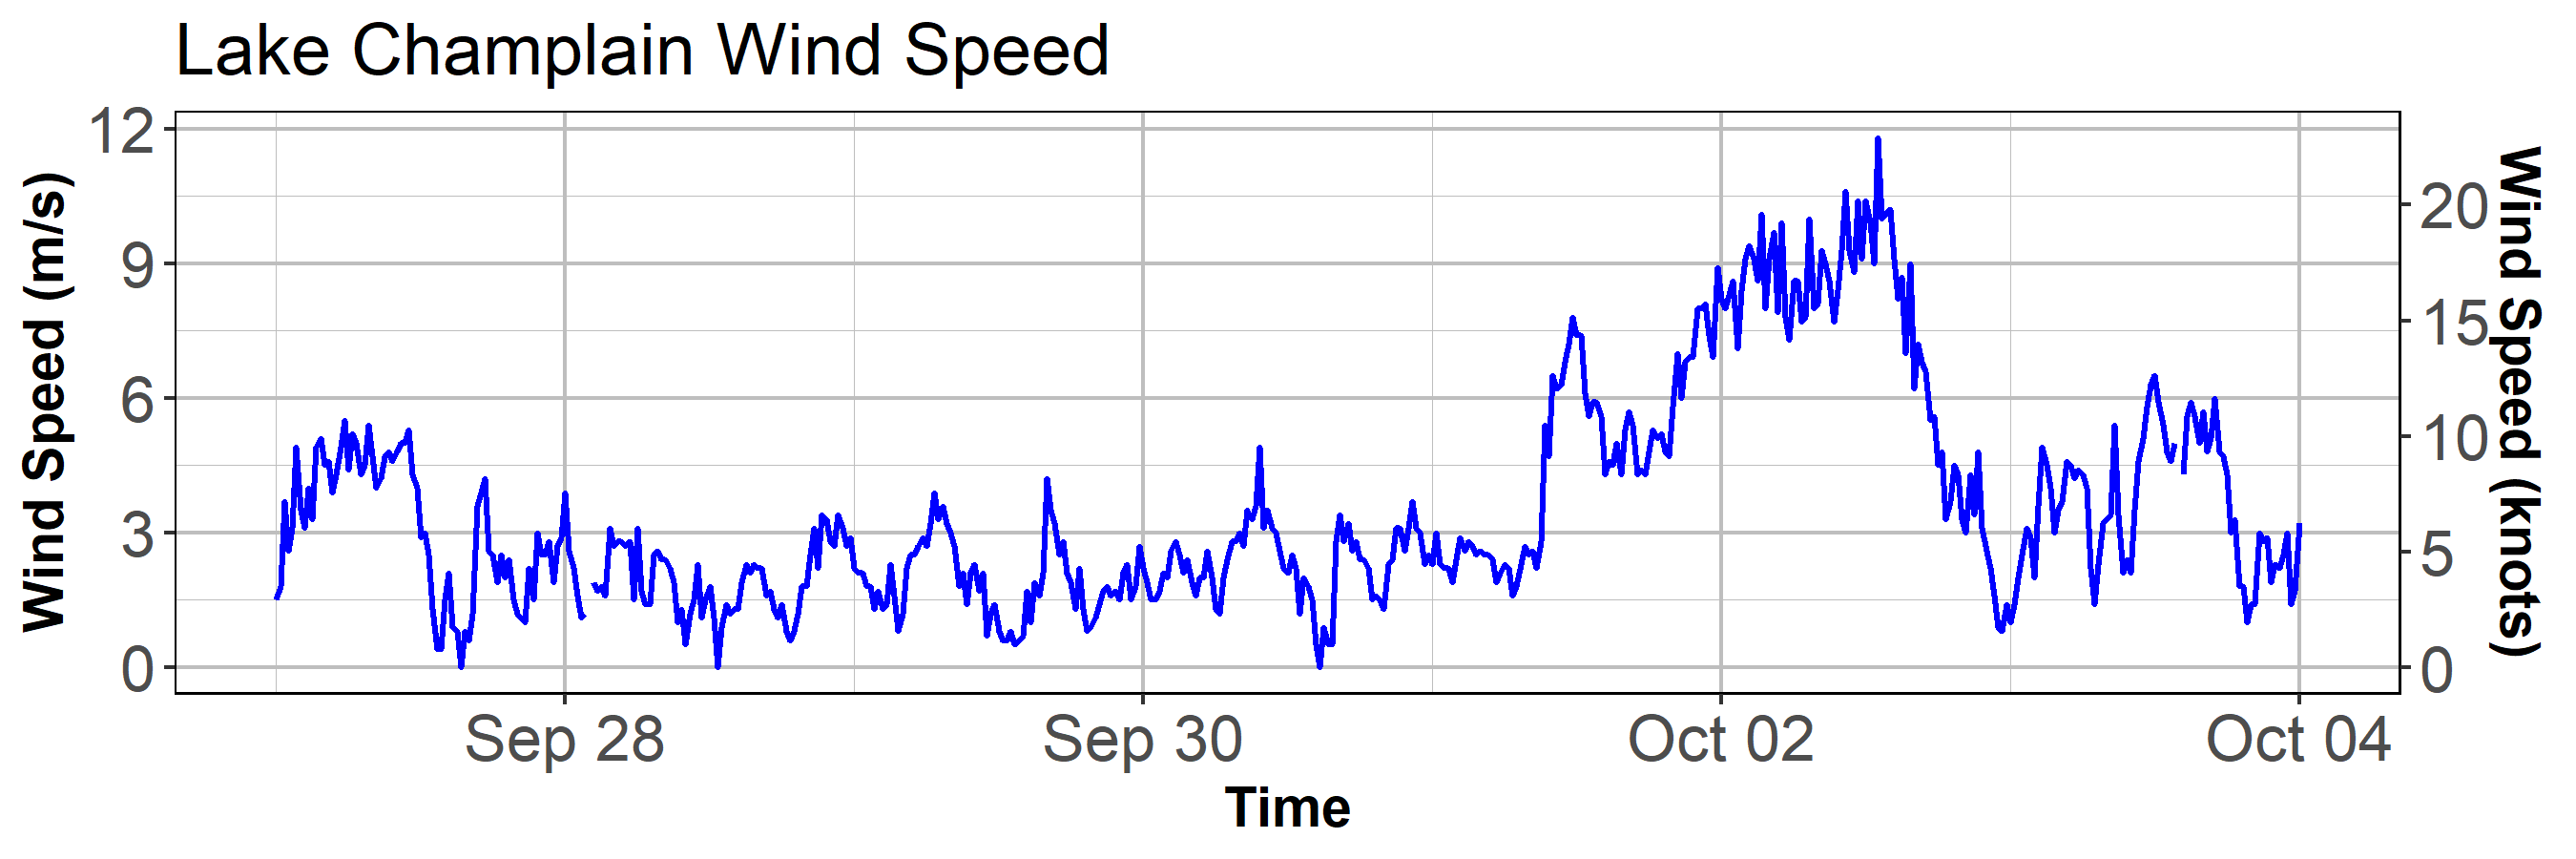 Lake Champlain Wind Speed
Wind Speed (m/s)
12
9
6
3
0
20
15
10
5
0
Wind Speed (knots)
Sep 28 Sep 30 Oct 02 Oct 04
Time